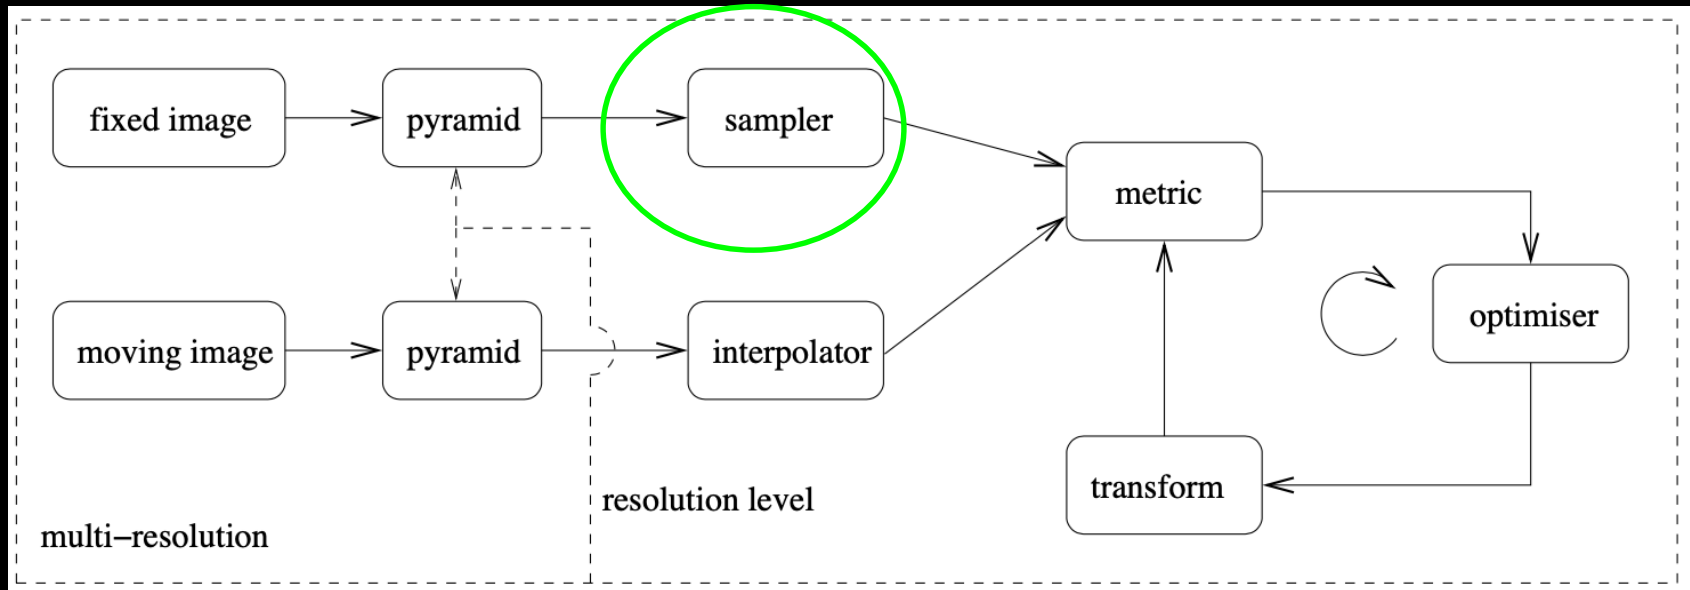 fixed image
pyramid
sampler
metric
optimiser
moving image
pyramid
interpolator
transform
resolution level
multi−resolution